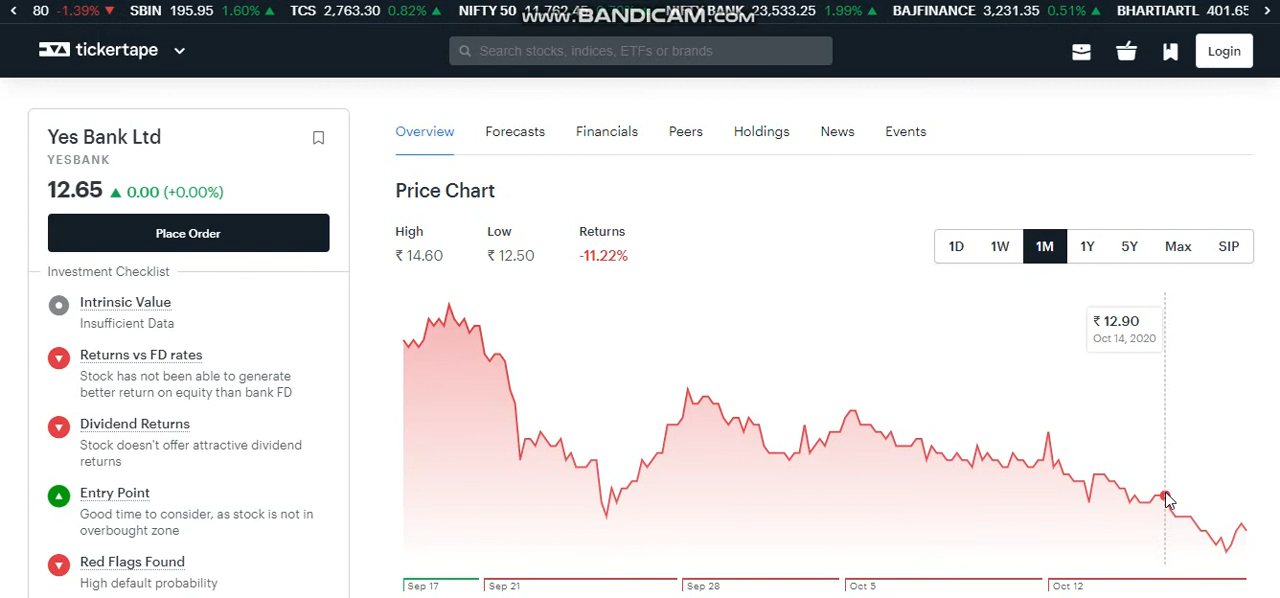 80 -1.39% SBIN 195.95 1.60% TCS 2,763.30 0.82% NIFTY 50 11,762.45 NIFTY BANK 23,533.25 1.99% BAJFINANCE 3,231.35 0.51% BHARTIARTL 401.65
www.BANDICAM.com
tickertape
Search stocks, indices, ETFs or brands
Login
Yes Bank Ltd
YESBANK
12.65 0.00 (+0.00%)
Place Order
Investment Checklist
Intrinsic Value
Insufficient Data
Returns vs FD rates
Stock has not been able to generate
better return on equity than bank FD
Dividend Returns
Stock doesn't offer attractive dividend
returns
Entry Point
Good time to consider, as stock is not in
overbought zone
Red Flags Found
High default probability
Overview Forecasts Financials Peers Holdings News Events
Price Chart
High Low Returns
₹ 14.60 ₹ 12.50 -11.22%
1D 1W 1M 1Y 5Y Max SIP
₹ 12.90
Oct 14, 2020
Sep 17 Sep 21 Sep 28 Oct 5 Oct 12